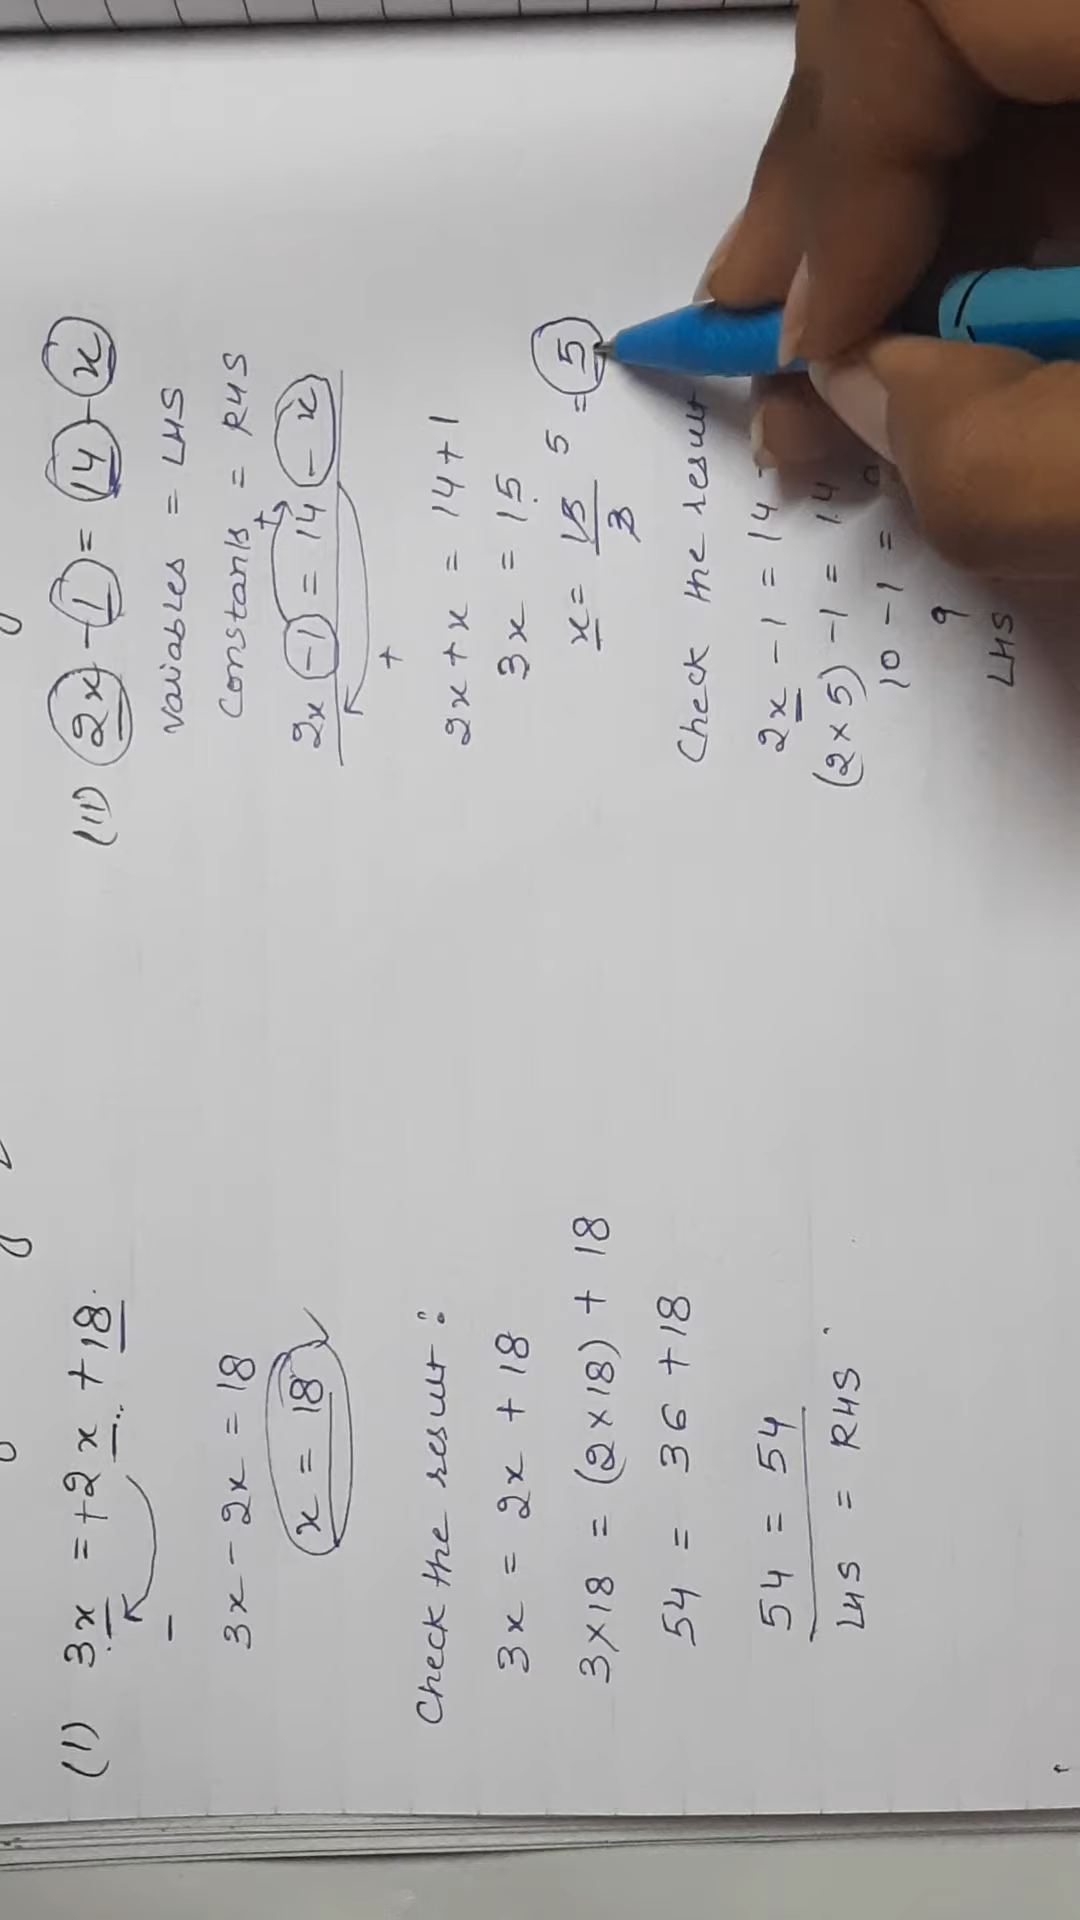 (I) 3x = +2x + 18.
-
3x - 2x = 18
x = 18
Check the result :
3x = 2x + 18
3×18 = (2×18) + 18
54 = 36 + 18
54 = 54
LHS = RHS.
(II) 2x - 1 = 14 - x
Variables = LHS
Constants = RHS
+
2x - 1 = 14 - x
+
2x + x = 14 + 1
3x = 15
x = 15/3 5 = 5
Check the result
2x - 1 = 14 -
(2×5) - 1 = 14
10 - 1 =
9
LHS